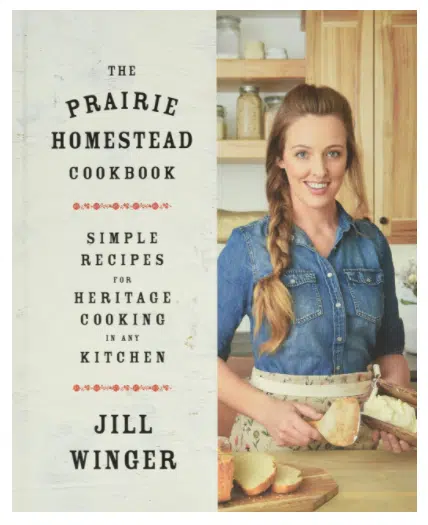 THE
PRAIRIE
HOMESTEAD
COOKBOOK
SIMPLE
RECIPES
FOR
HERITAGE
COOKING
IN ANY
KITCHEN
JILL
WINGER